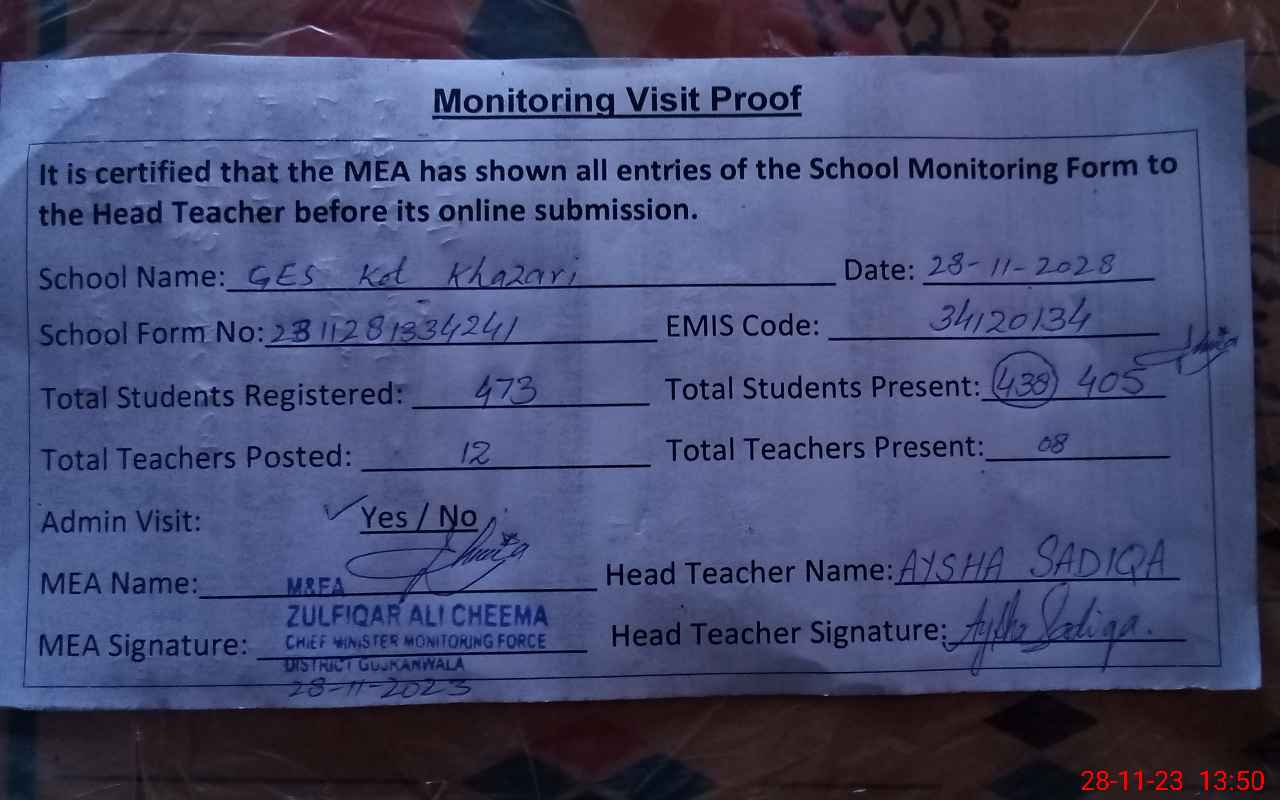 Monitoring Visit Proof
It is certified that the MEA has shown all entries of the School Monitoring Form to
the Head Teacher before its online submission.
School Name: GES Kot Khazari Date: 28-11-2028
School Form No: 2311281334241 EMIS Code: 34120134
Total Students Registered: 473 Total Students Present: 438 405
Total Teachers Posted: 12 Total Teachers Present: 08
Admin Visit: Yes / No
MEA Name: Head Teacher Name: AYSHA SADIQA
M&EA
ZULFIQAR ALI CHEEMA
MEA Signature: CHIEF MINISTER MONITORING FORCE Head Teacher Signature: Aysha Sadiqa.
DISTRICT GUJRANWALA
28-11-2023
28-11-23 13:50